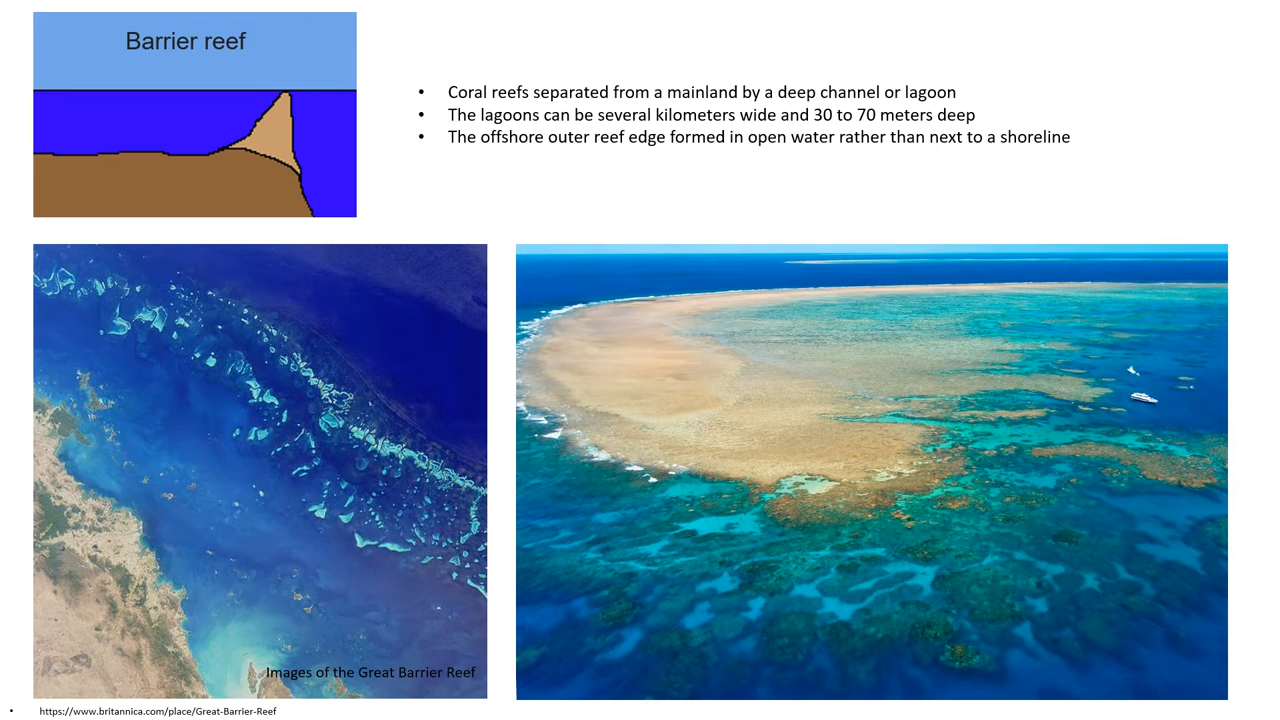 Barrier reef
• Coral reefs separated from a mainland by a deep channel or lagoon
• The lagoons can be several kilometers wide and 30 to 70 meters deep
• The offshore outer reef edge formed in open water rather than next to a shoreline
Images of the Great Barrier Reef
• https://www.britannica.com/place/Great-Barrier-Reef